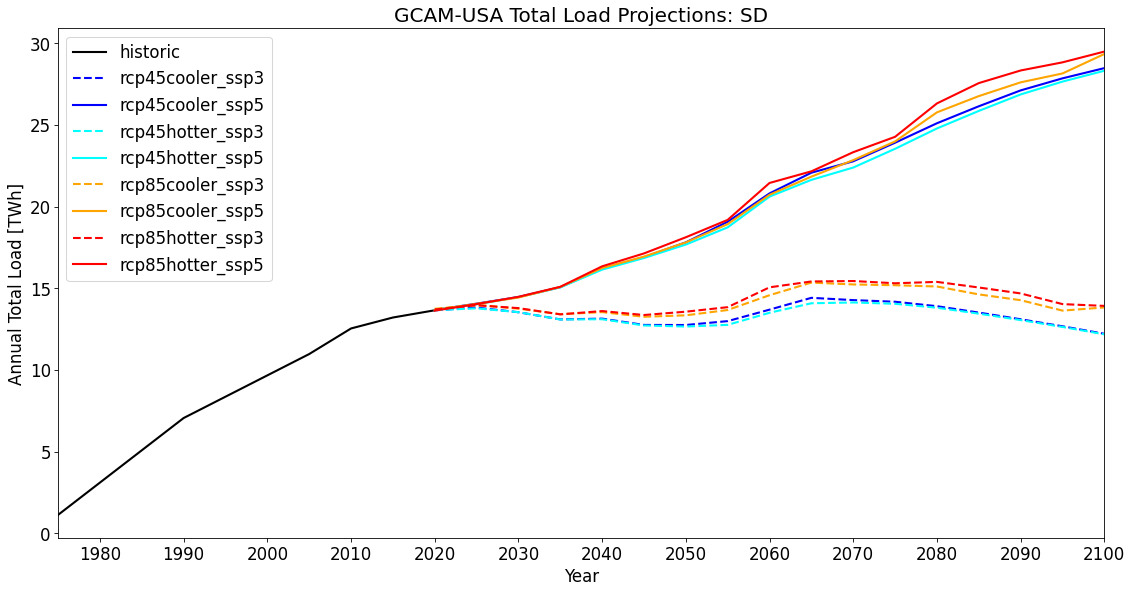 GCAM-USA Total Load Projections: SD
Annual Total Load [TWh]
30
25
20
15
10
5
0
historic
rcp45cooler_ssp3
rcp45cooler_ssp5
rcp45hotter_ssp3
rcp45hotter_ssp5
rcp85cooler_ssp3
rcp85cooler_ssp5
rcp85hotter_ssp3
rcp85hotter_ssp5
1980 1990 2000 2010 2020 2030 2040 2050 2060 2070 2080 2090 2100
Year